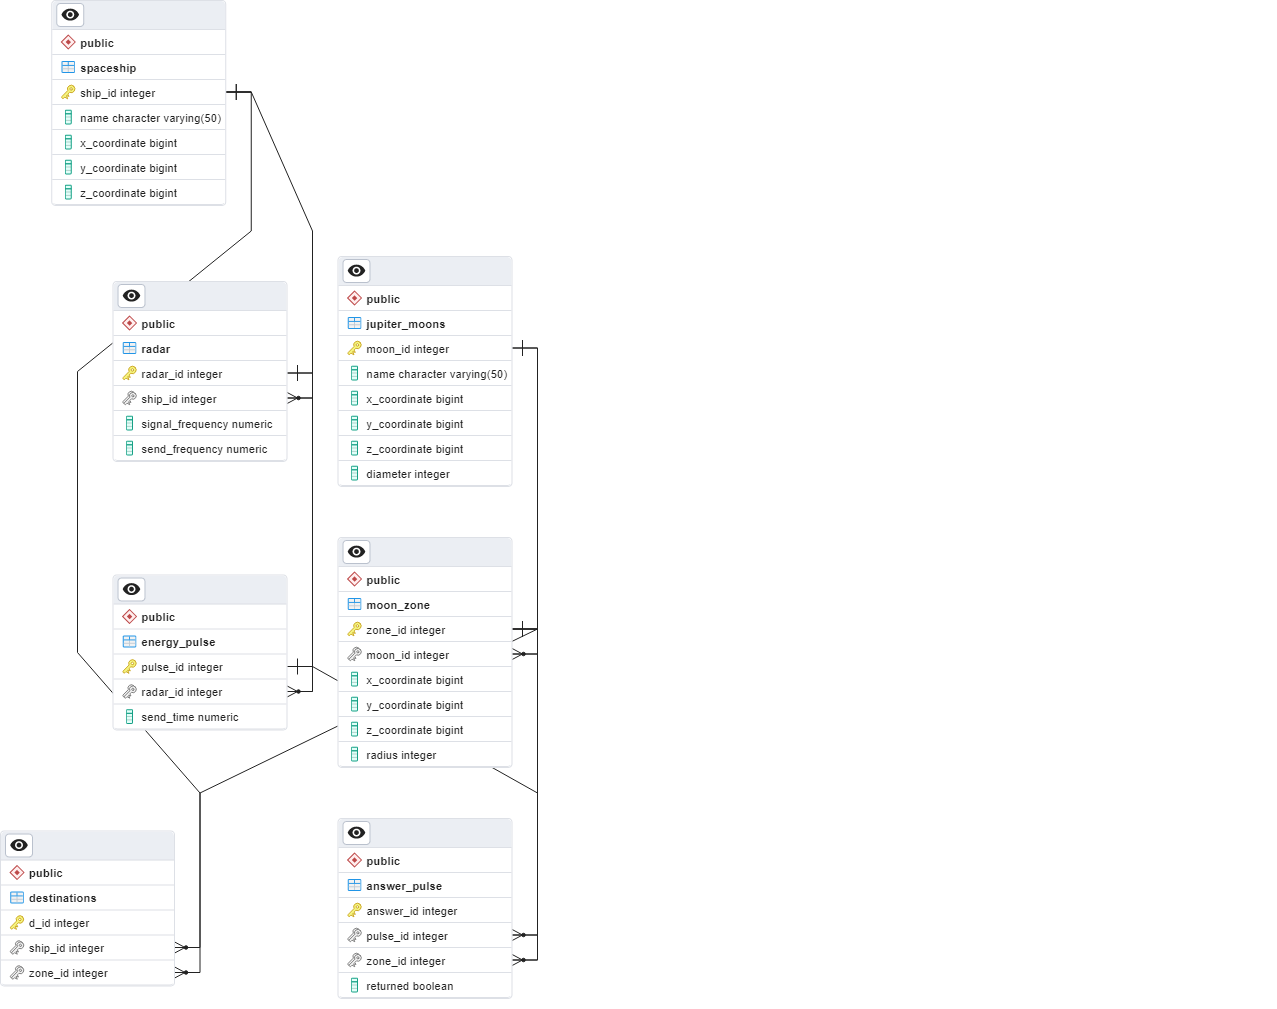 public
spaceship
ship_id integer
name character varying(50)
x_coordinate bigint
y_coordinate bigint
z_coordinate bigint
public
radar
radar_id integer
ship_id integer
signal_frequency numeric
send_frequency numeric
public
jupiter_moons
moon_id integer
name character varying(50)
x_coordinate bigint
y_coordinate bigint
z_coordinate bigint
diameter integer
public
energy_pulse
pulse_id integer
radar_id integer
send_time numeric
public
moon_zone
zone_id integer
moon_id integer
x_coordinate bigint
y_coordinate bigint
z_coordinate bigint
radius integer
public
destinations
d_id integer
ship_id integer
zone_id integer
public
answer_pulse
answer_id integer
pulse_id integer
zone_id integer
returned boolean